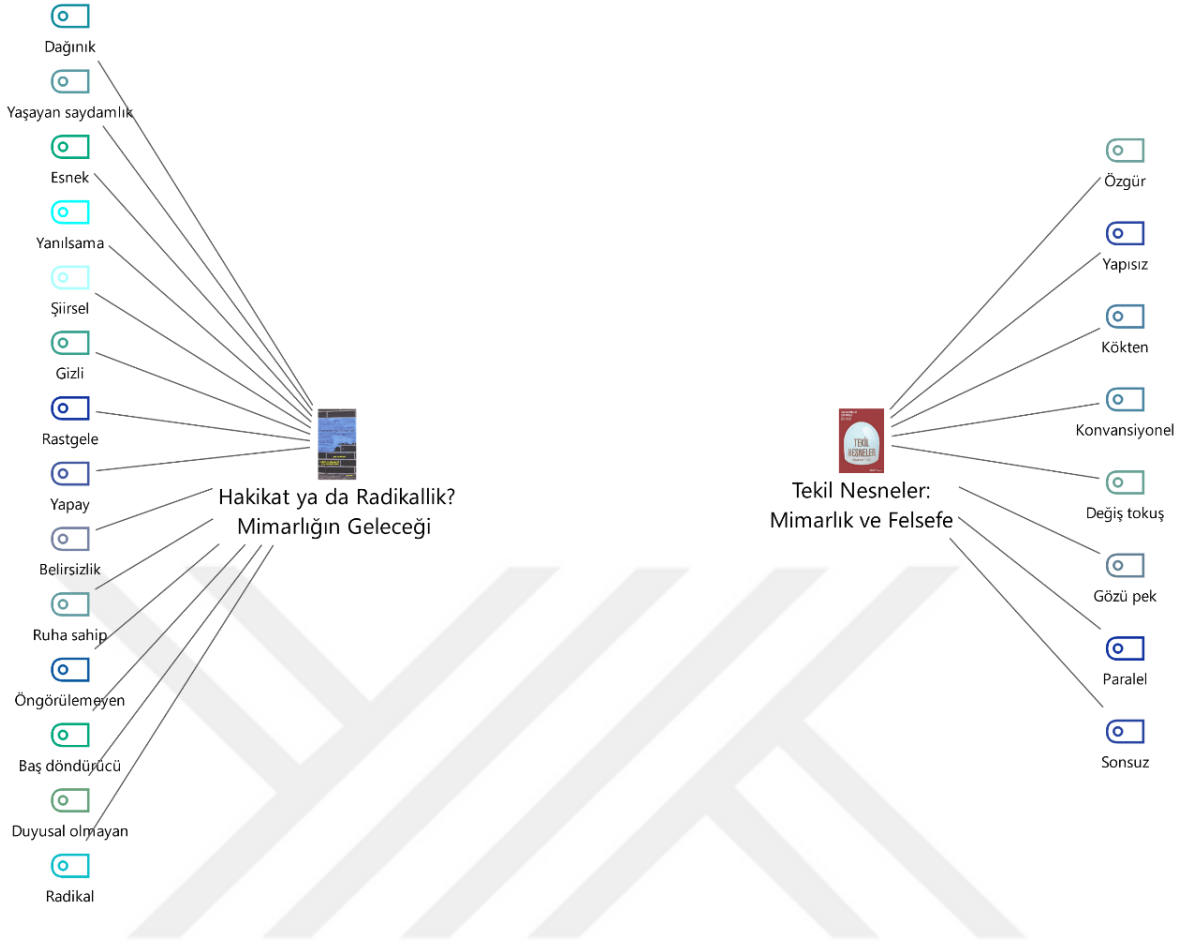 Dağınık
Yaşayan saydamlık
Esnek
Yanılsama
Şiirsel
Gizli
Rastgele
Yapay
Belirsizlik
Ruha sahip
Öngörülemeyen
Baş döndürücü
Duyusal olmayan
Radikal
Hakikat ya da Radikallik?
Mimarlığın Geleceği
TEKİL
NESNELER
Tekil Nesneler:
Mimarlık ve Felsefe
Özgür
Yapısız
Kökten
Konvansiyonel
Değiş tokuş
Gözü pek
Paralel
Sonsuz